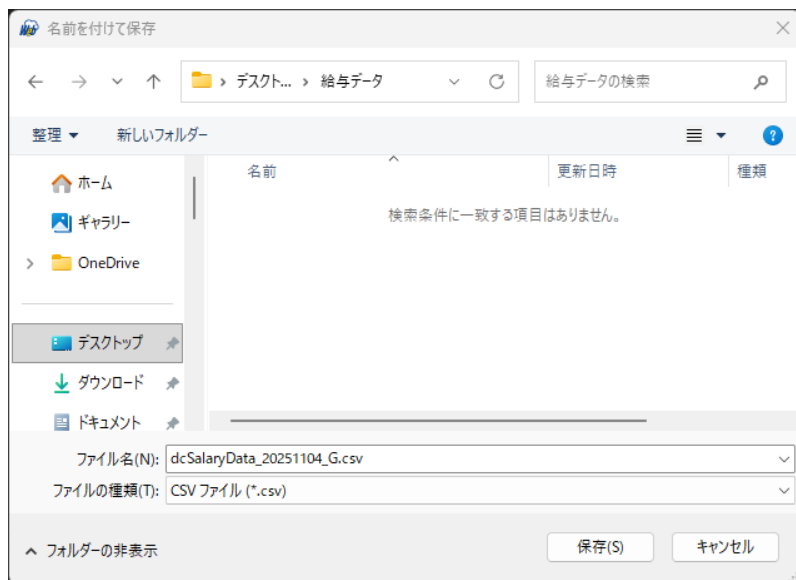 名前を付けて保存
デスクト... › 給与データ
給与データの検索
整理 新しいフォルダー
名前 更新日時 種類
検索条件に一致する項目はありません。
ホーム
ギャラリー
OneDrive
デスクトップ
ダウンロード
ドキュメント
ファイル名(N): dcSalaryData_20251104_G.csv
ファイルの種類(T): CSV ファイル (*.csv)
フォルダーの非表示 保存(S) キャンセル